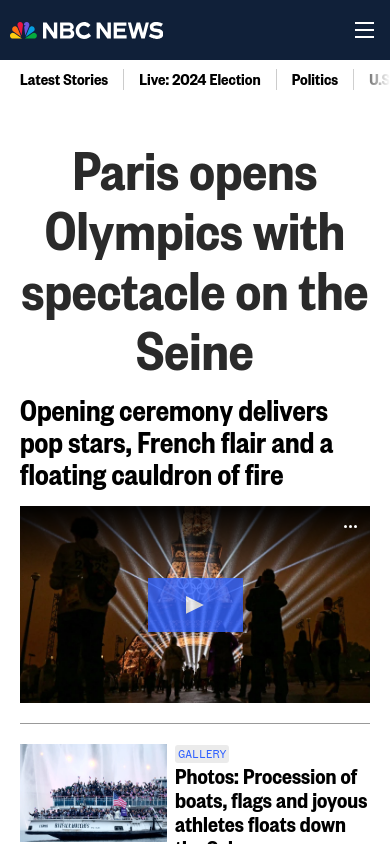 NBC NEWS
Latest Stories
Live: 2024 Election
Politics
U.S
Paris opens
Olympics with
spectacle on the
Seine
Opening ceremony delivers
pop stars, French flair and a
floating cauldron of fire
GALLERY
Photos: Procession of
boats, flags and joyous
athletes floats down